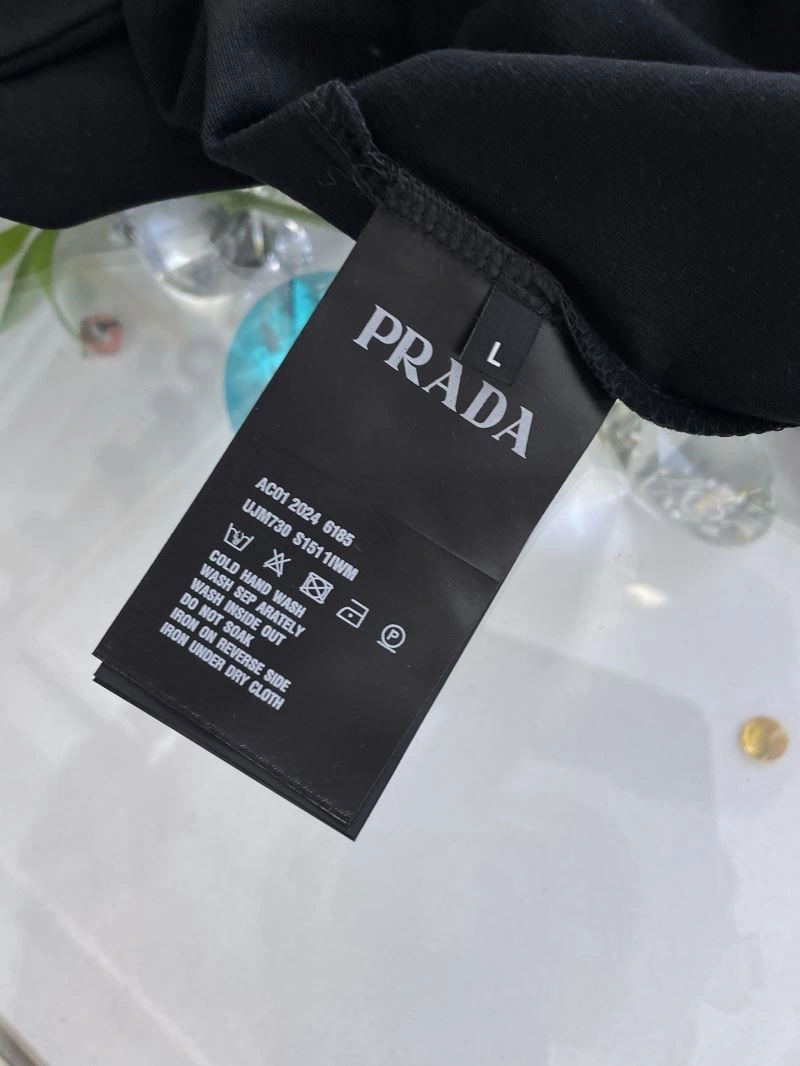 L
PRADA
AC01 2024 6185
UJM730 S1511IWM
P
COLD HAND WASH
WASH SEP ARATELY
WASH INSIDE OUT
DO NOT SOAK
IRON ON REVERSE SIDE
IRON UNDER DRY CLOTH